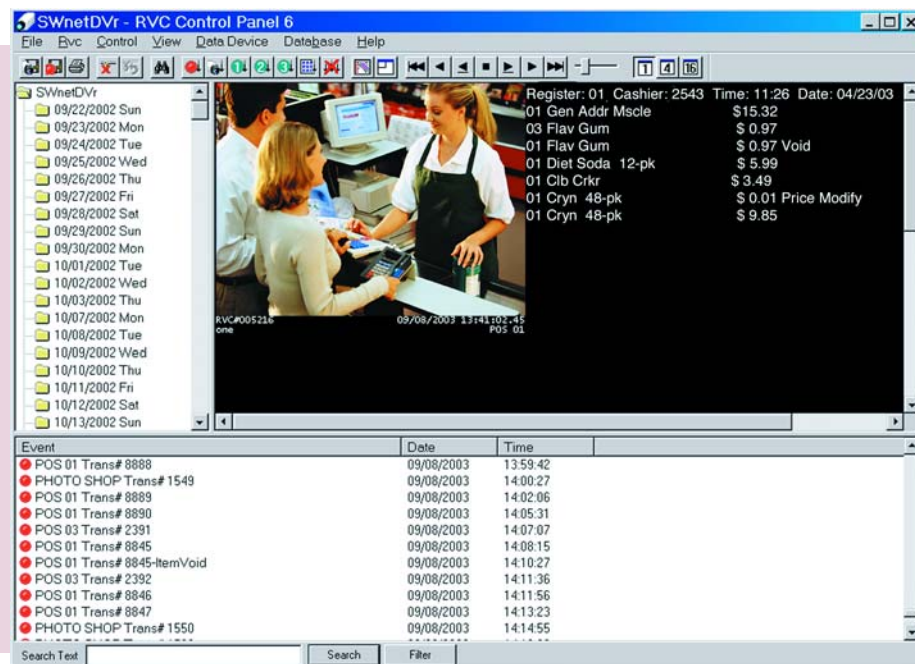 SWnetDVr - RVC Control Panel 6
File Rvc Control View Data Device Database Help
1 2 3 1 4 16
SWnetDVr
09/22/2002 Sun
09/23/2002 Mon
09/24/2002 Tue
09/25/2002 Wed
09/26/2002 Thu
09/27/2002 Fri
09/28/2002 Sat
09/29/2002 Sun
09/30/2002 Mon
10/01/2002 Tue
10/02/2002 Wed
10/03/2002 Thu
10/07/2002 Mon
10/08/2002 Tue
10/09/2002 Wed
10/10/2002 Thu
10/11/2002 Fri
10/12/2002 Sat
10/13/2002 Sun
Register: 01 Cashier: 2543 Time: 11:26 Date: 04/23/03
01 Gen Addr Mscle $15.32
03 Flav Gum $ 0.97
01 Flav Gum $ 0.97 Void
01 Diet Soda 12-pk $ 5.99
01 Clb Crkr $ 3.49
01 Cryn 48-pk $ 0.01 Price Modify
01 Cryn 48-pk $ 9.85
RVC#005216 09/08/2003 13:41:02.45
one POS 01
Event Date Time
POS 01 Trans# 8888 09/08/2003 13:59:42
PHOTO SHOP Trans# 1549 09/08/2003 14:00:27
POS 01 Trans# 8889 09/08/2003 14:02:06
POS 01 Trans# 8890 09/08/2003 14:05:31
POS 03 Trans# 2391 09/08/2003 14:07:07
POS 01 Trans# 8845 09/08/2003 14:08:15
POS 01 Trans# 8845-ItemVoid 09/08/2003 14:10:27
POS 03 Trans# 2392 09/08/2003 14:11:36
POS 01 Trans# 8846 09/08/2003 14:11:56
POS 01 Trans# 8847 09/08/2003 14:13:23
PHOTO SHOP Trans# 1550 09/08/2003 14:14:55
Search Text Search Filter